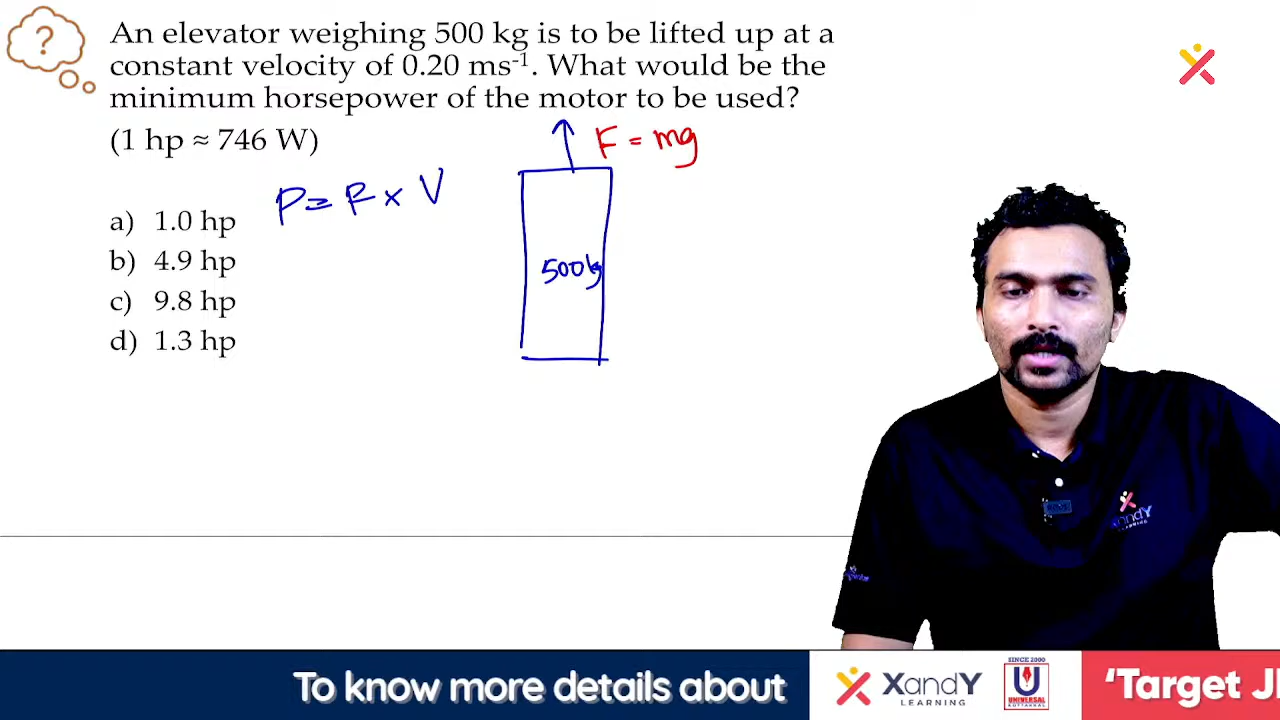 ?
An elevator weighing 500 kg is to be lifted up at a
constant velocity of 0.20 ms⁻¹. What would be the
minimum horsepower of the motor to be used?
(1 hp ≈ 746 W)
F = mg
P = F × V
a) 1.0 hp
b) 4.9 hp
c) 9.8 hp
d) 1.3 hp
500kg
To know more details about
XandY
LEARNING
SINCE 2000
U
UNIVERSAL
KOTTAKKAL
‘Target J